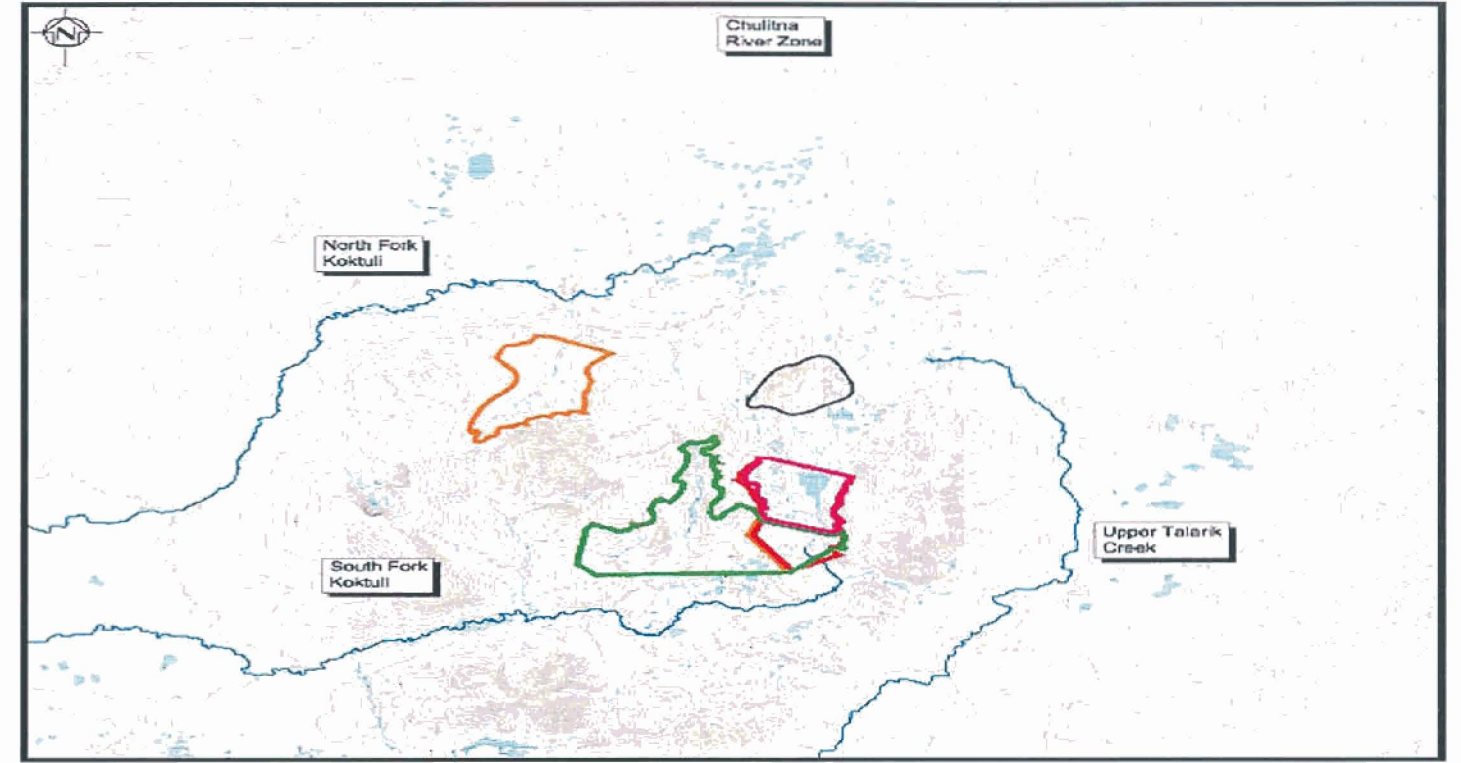 N
Chulitna
River Zone
North Fork
Koktuli
South Fork
Koktuli
Upper Talarik
Creek